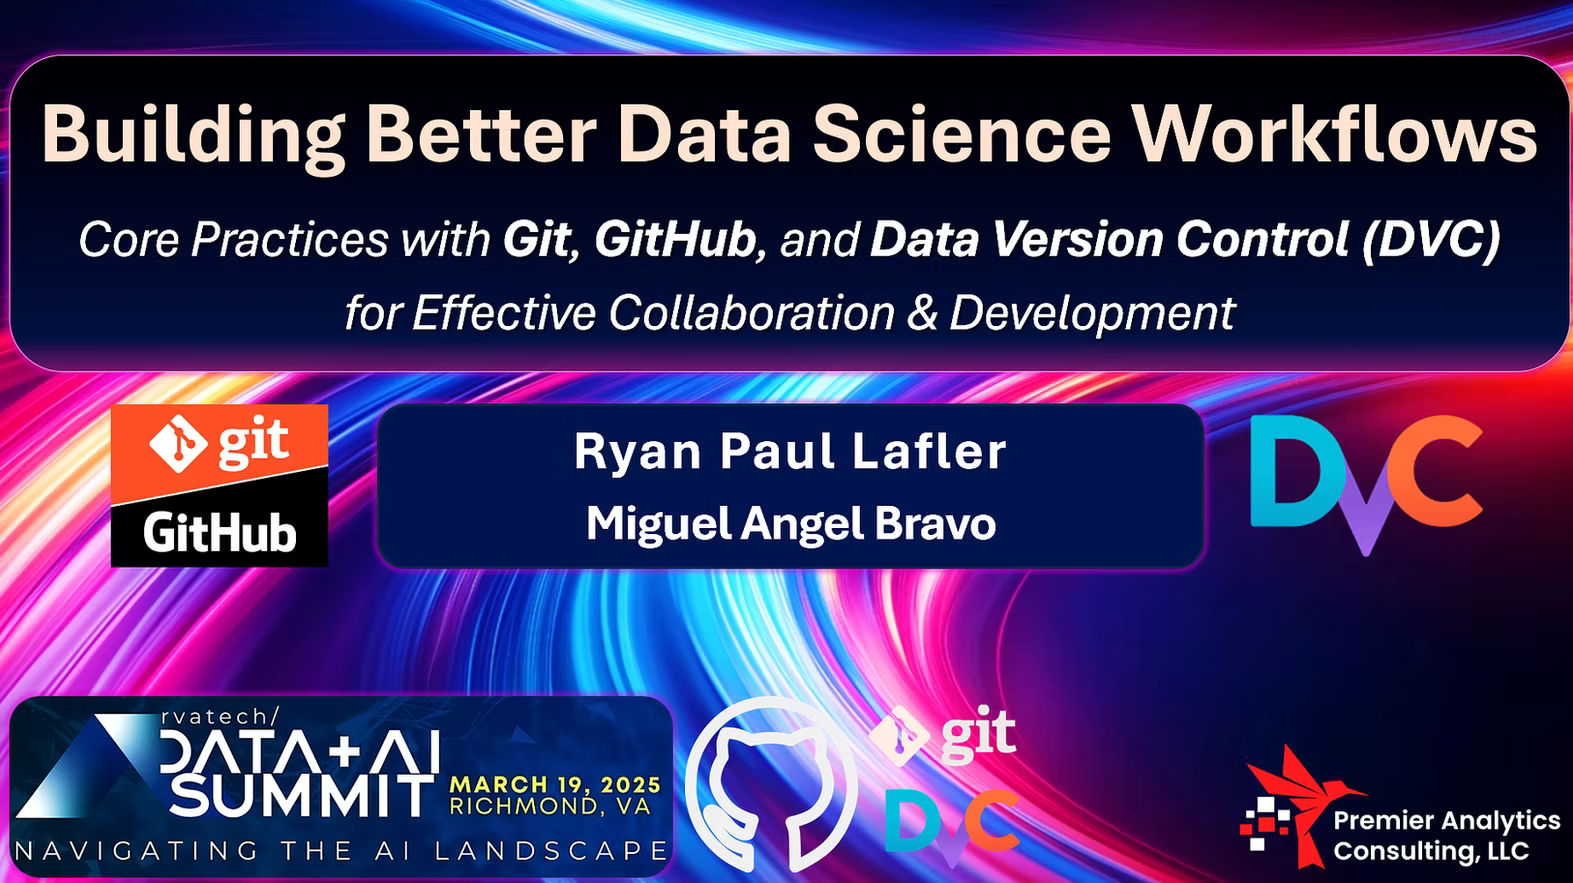 Building Better Data Science Workflows
Core Practices with Git, GitHub, and Data Version Control (DVC)
for Effective Collaboration & Development
git
GitHub
Ryan Paul Lafler
Miguel Angel Bravo
DVC
rvatech/
DATA+AI
SUMMIT
MARCH 19, 2025
RICHMOND, VA
NAVIGATING THE AI LANDSCAPE
git
DVC
Premier Analytics
Consulting, LLC